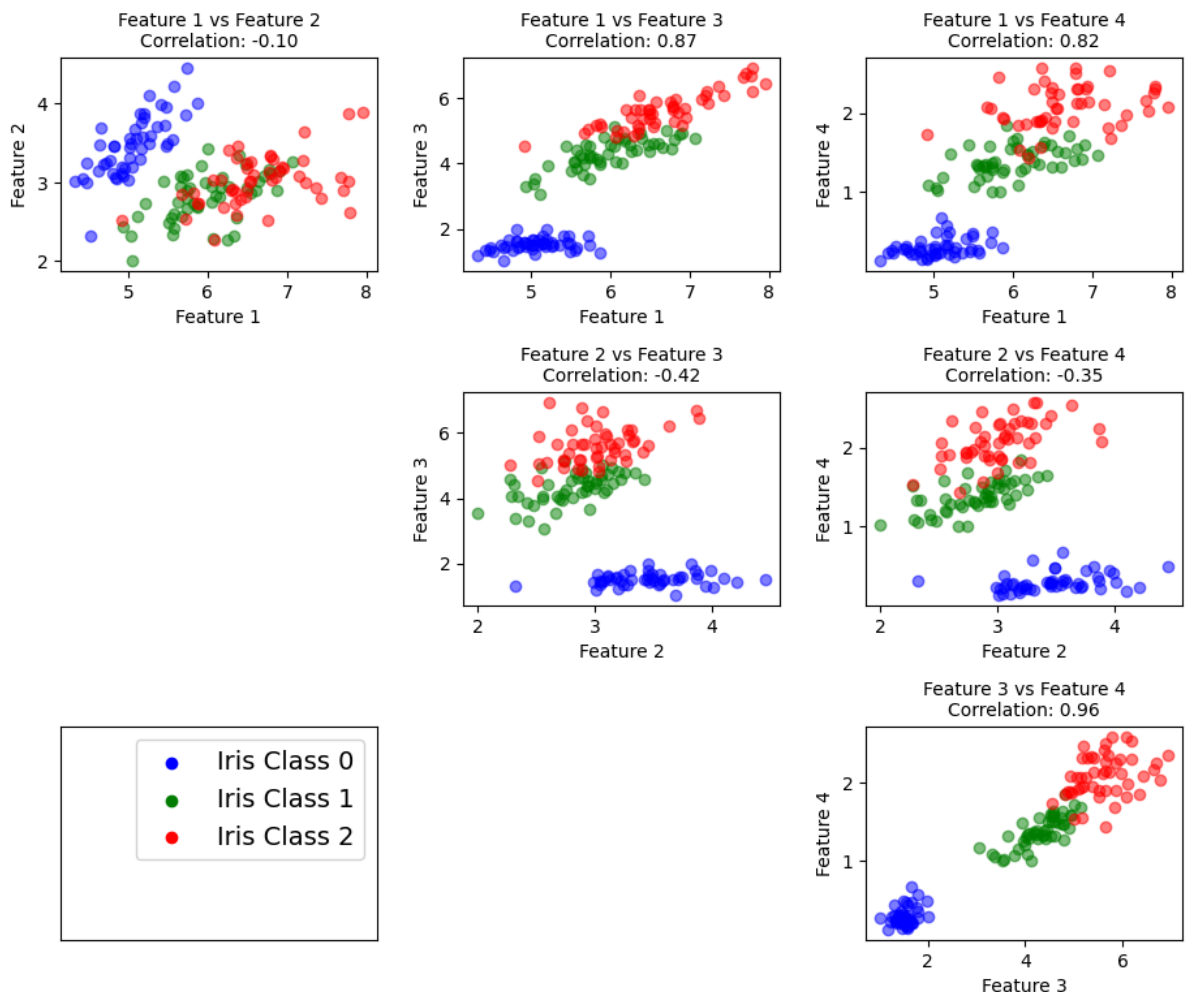 Feature 1 vs Feature 2
Correlation: -0.10
4
3
2
Feature 2
5 6 7 8
Feature 1
Feature 1 vs Feature 3
Correlation: 0.87
6
4
2
Feature 3
5 6 7 8
Feature 1
Feature 1 vs Feature 4
Correlation: 0.82
2
1
Feature 4
5 6 7 8
Feature 1
Feature 2 vs Feature 3
Correlation: -0.42
6
4
2
Feature 3
2 3 4
Feature 2
Feature 2 vs Feature 4
Correlation: -0.35
2
1
Feature 4
2 3 4
Feature 2
Iris Class 0
Iris Class 1
Iris Class 2
Feature 3 vs Feature 4
Correlation: 0.96
2
1
Feature 4
2 4 6
Feature 3